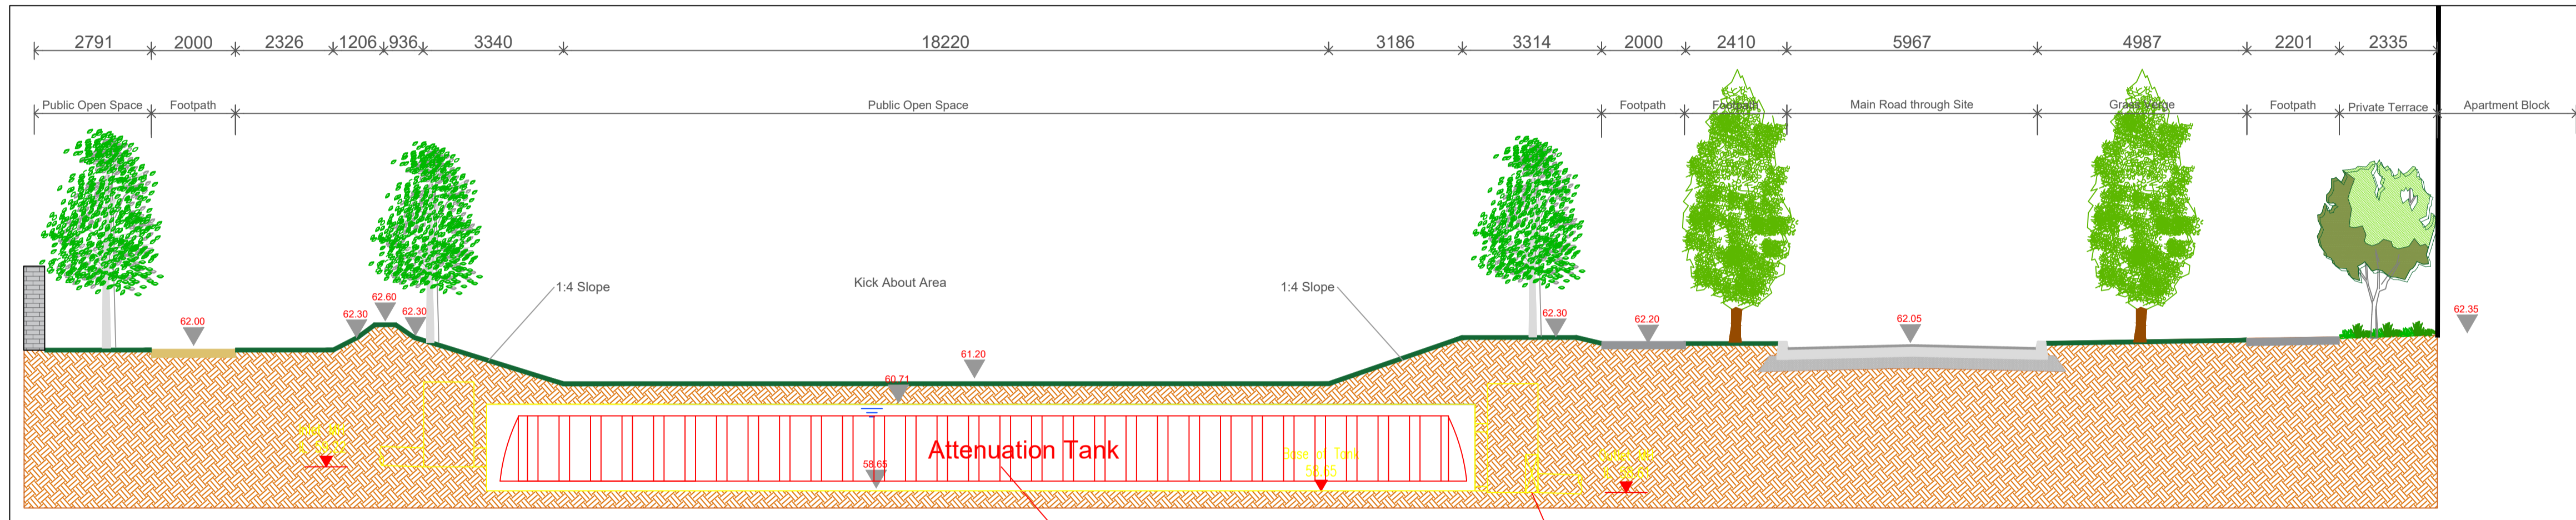 2791 2000 2326 1206 936 3340 18220 3186 3314 2000 2410 5967 4987 2201 2335
Public Open Space Footpath Public Open Space Footpath Footpath Main Road through Site Grass Verge Footpath Private Terrace Apartment Block
1:4 Slope Kick About Area 1:4 Slope
62.00 62.30 62.60 62.30 62.30 62.20 62.05 62.35
61.20
60.71
Attenuation Tank
Base of Tank
58.65
58.65